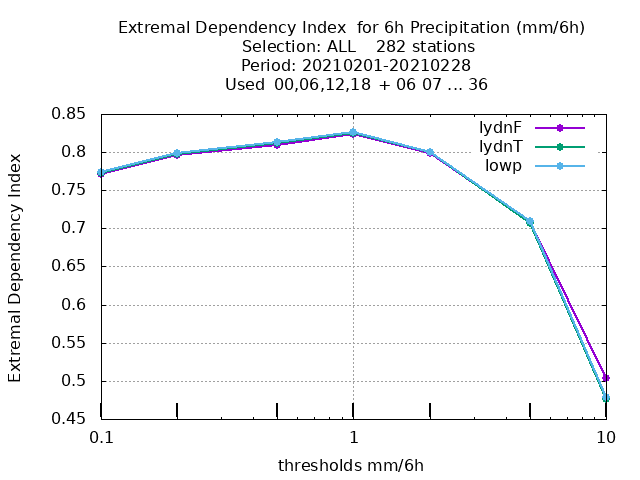 Extremal Dependency Index  for 6h Precipitation (mm/6h)
Selection: ALL    282 stations
Period: 20210201-20210228
Used  00,06,12,18  + 06 07 ... 36
lydnF
lydnT
lowp
0.85
0.8
0.75
0.7
0.65
0.6
0.55
0.5
0.45
Extremal Dependency Index
0.1 1 10
thresholds mm/6h